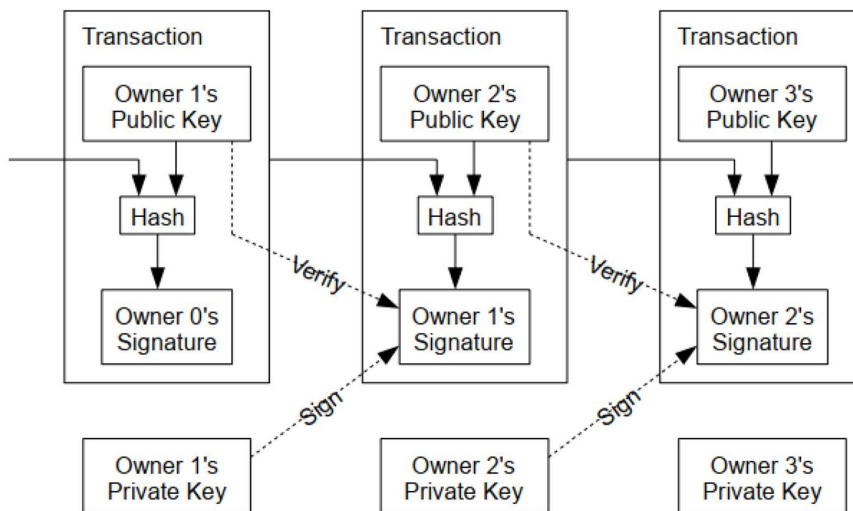 Transaction
Transaction
Transaction
Owner 1's
Public Key
Owner 2's
Public Key
Owner 3's
Public Key
Hash
Hash
Hash
Verify
Verify
Owner 0's
Signature
Owner 1's
Signature
Owner 2's
Signature
Sign
Sign
Owner 1's
Private Key
Owner 2's
Private Key
Owner 3's
Private Key